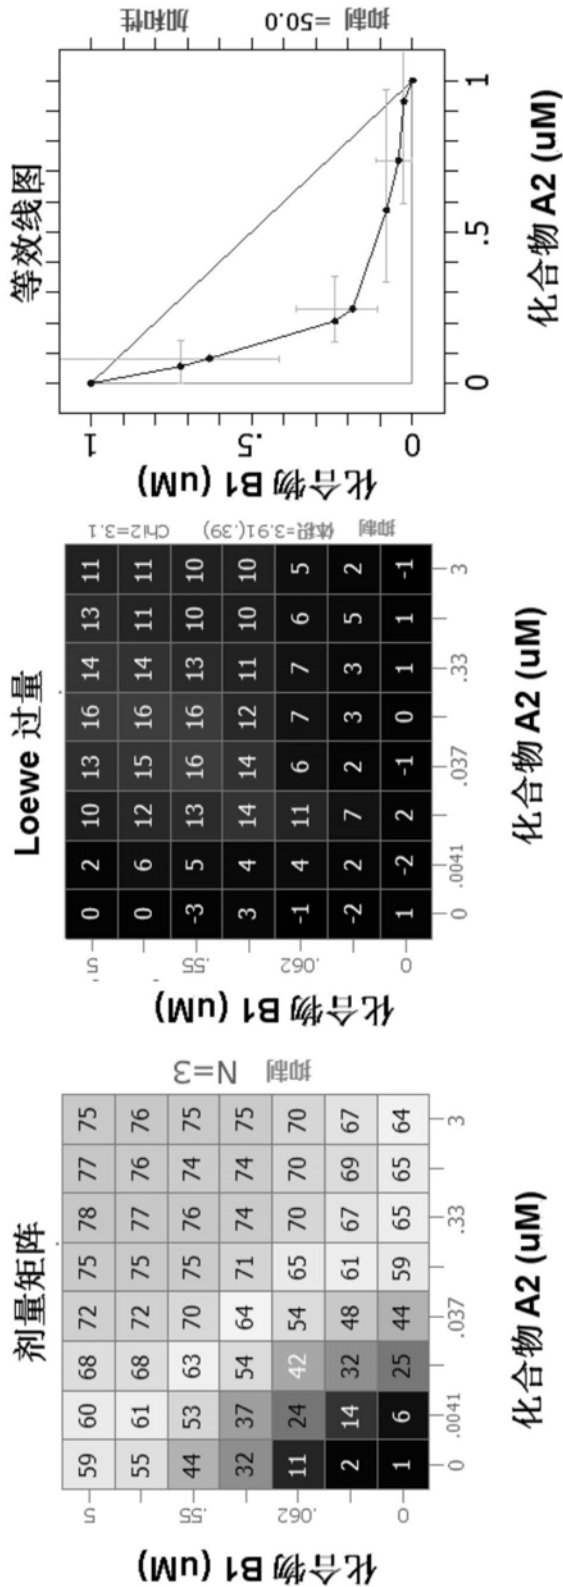 剂量矩阵
化合物 B1 (uM)
5 59 60 68 72 75 78 77 75
55 61 68 72 75 77 76 76
.55 44 53 63 70 75 76 74 75
32 37 54 64 71 74 74 75
.062 11 24 42 54 65 70 70 70
2 14 32 48 61 67 69 67
0 1 6 25 44 59 65 65 64
0 .0041 .037 .33 3
化合物 A2 (uM)
抑制 N=3
Loewe 过量
化合物 B1 (uM)
5 0 2 10 13 16 14 13 11
0 6 12 15 16 14 11 11
.55 -3 5 13 16 16 13 10 10
3 4 14 14 12 11 10 10
.062 -1 4 11 6 7 7 6 5
-2 2 7 2 3 3 5 2
0 1 -2 2 -1 0 1 1 -1
0 .0041 .037 .33 3
化合物 A2 (uM)
抑制 体积=3.91(.39) Chi2=3.1
等效线图
化合物 B1 (uM)
1
.5
0
0 .5 1
化合物 A2 (uM)
抑制 =50.0 加和性